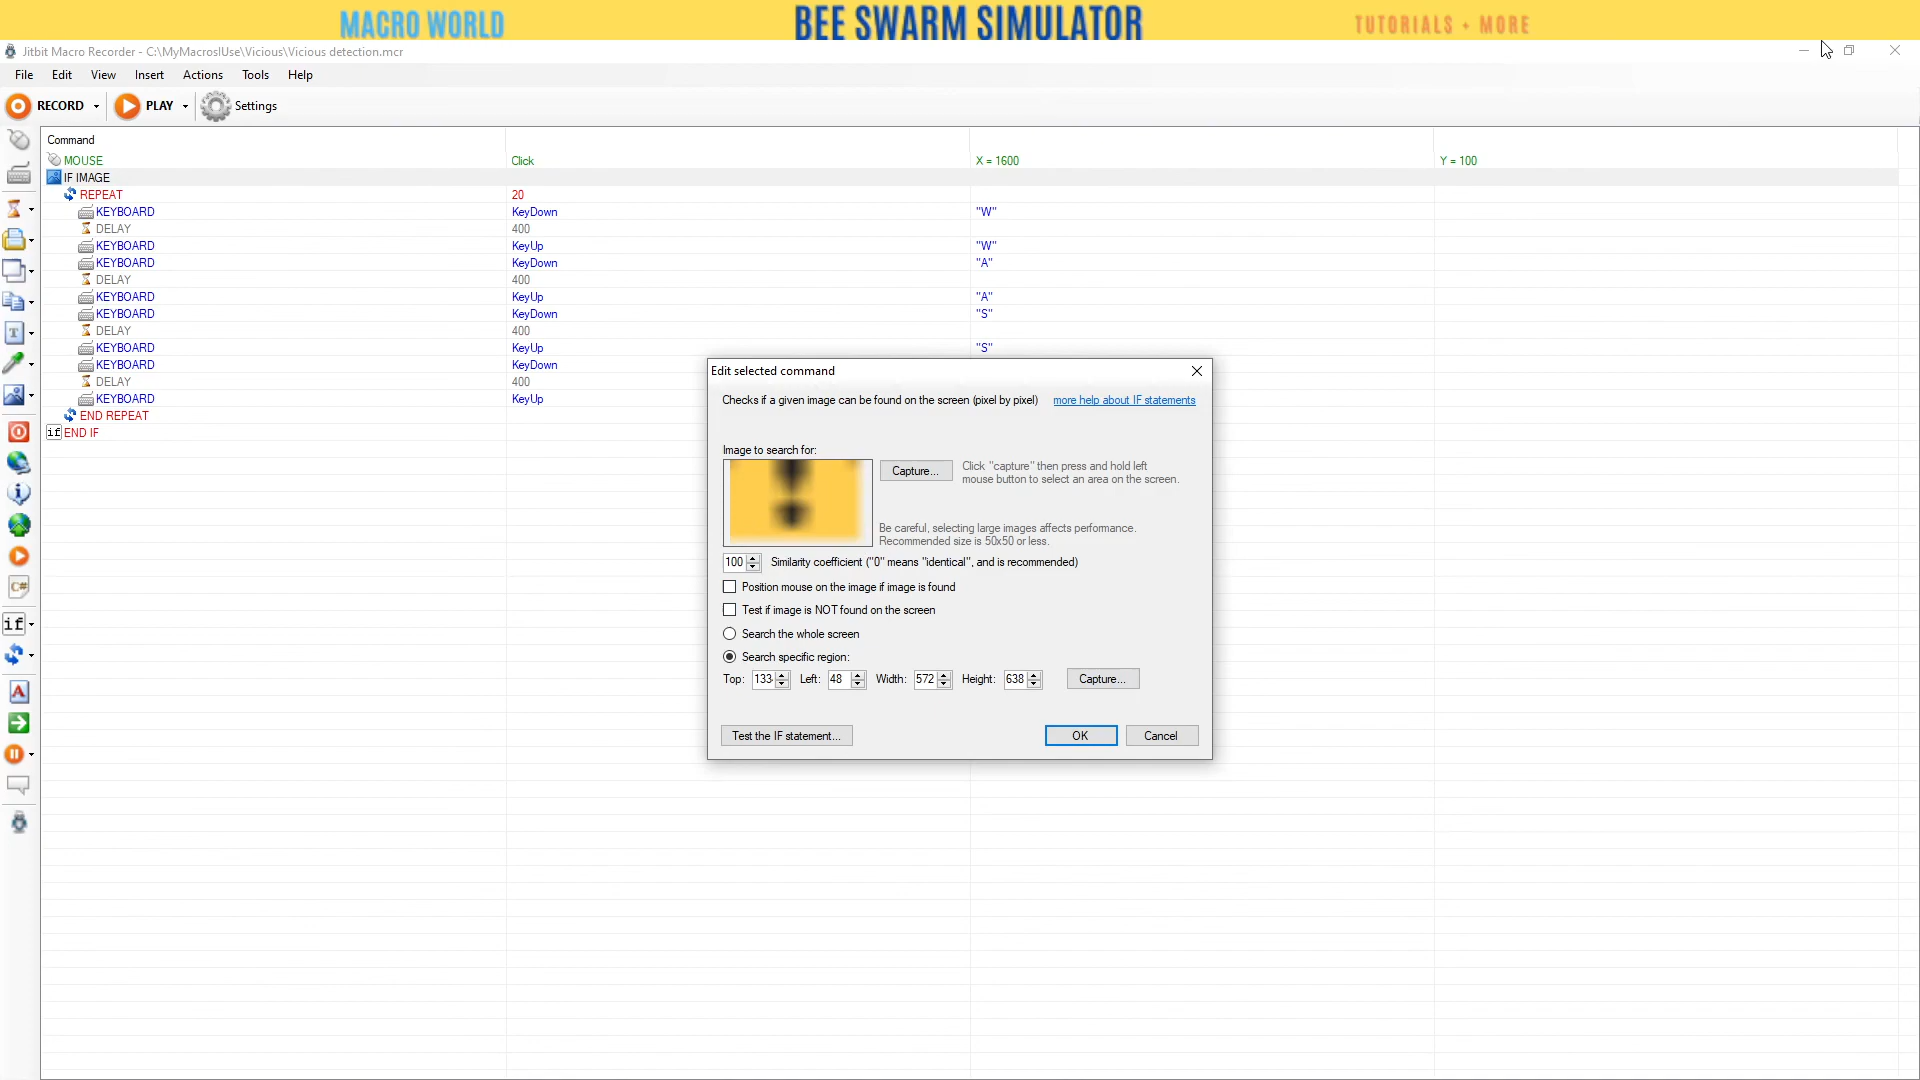 MACRO WORLD BEE SWARM SIMULATOR TUTORIALS + MORE
Jitbit Macro Recorder - C:\MyMacrosIUse\Vicious\Vicious detection.mcr
File Edit View Insert Actions Tools Help
RECORD PLAY Settings
Command
MOUSE Click X = 1600 Y = 100
IF IMAGE
REPEAT 20
KEYBOARD KeyDown "W"
DELAY 400
KEYBOARD KeyUp "W"
KEYBOARD KeyDown "A"
DELAY 400
KEYBOARD KeyUp "A"
KEYBOARD KeyDown "S"
DELAY 400
KEYBOARD KeyUp "S"
KEYBOARD KeyDown
DELAY 400
KEYBOARD KeyUp
END REPEAT
if END IF
T
C#
if
A
Edit selected command
Checks if a given image can be found on the screen (pixel by pixel) more help about IF statements
Image to search for:
Capture...
Click "capture" then press and hold left
mouse button to select an area on the screen.
Be careful, selecting large images affects performance.
Recommended size is 50x50 or less.
100 Similarity coefficient ("0" means "identical", and is recommended)
Position mouse on the image if image is found
Test if image is NOT found on the screen
Search the whole screen
Search specific region:
Top: 133 Left: 48 Width: 572 Height: 638 Capture...
Test the IF statement... OK Cancel